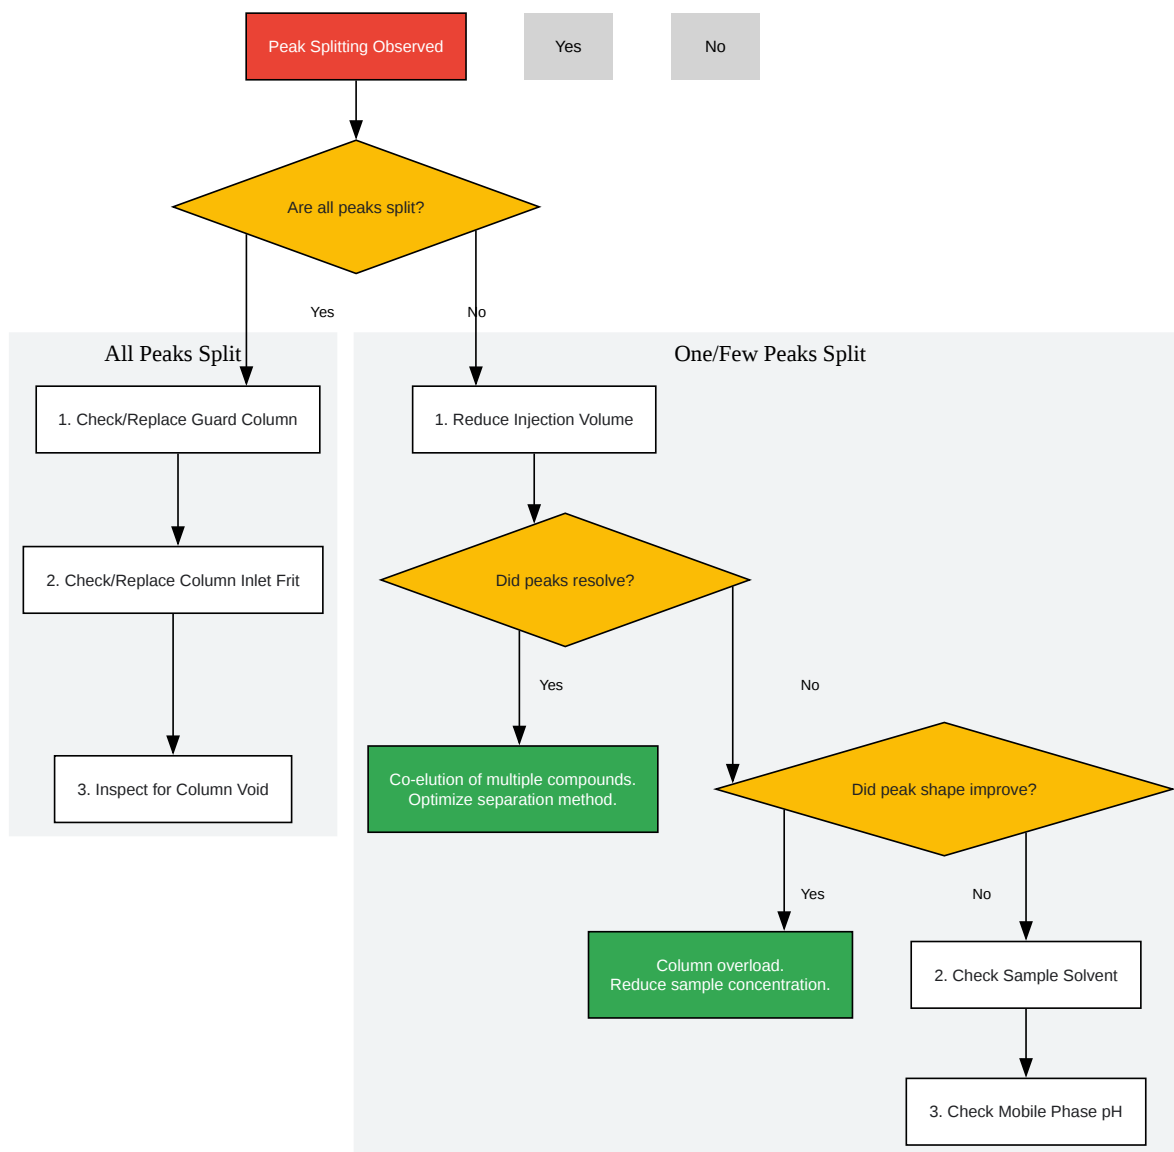 Peak Splitting Observed
Yes
No
Are all peaks split?
Yes
No
All Peaks Split
1. Check/Replace Guard Column
2. Check/Replace Column Inlet Frit
3. Inspect for Column Void
One/Few Peaks Split
1. Reduce Injection Volume
Did peaks resolve?
Yes
No
Co-elution of multiple compounds.
Optimize separation method.
Did peak shape improve?
Yes
No
Column overload.
Reduce sample concentration.
2. Check Sample Solvent
3. Check Mobile Phase pH